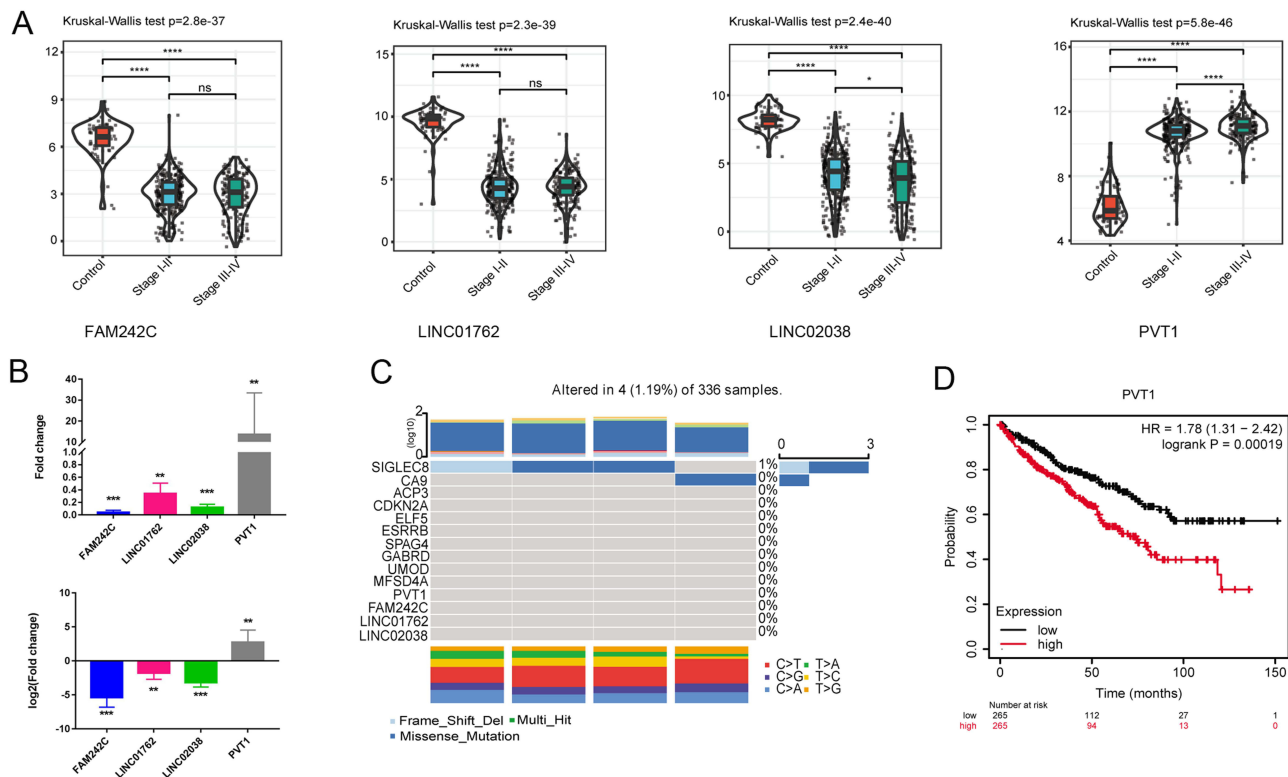 A
Kruskal-Wallis test p=2.8e-37
12
9
6
3
0
****
****
ns
Control
Stage I-II
Stage III-IV
FAM242C
Kruskal-Wallis test p=2.3e-39
15
10
5
0
****
****
ns
Control
Stage I-II
Stage III-IV
LINC01762
Kruskal-Wallis test p=2.4e-40
10
5
0
****
****
*
Control
Stage I-II
Stage III-IV
LINC02038
Kruskal-Wallis test p=5.8e-46
16
12
8
4
****
****
****
Control
Stage I-II
Stage III-IV
PVT1
B
Fold change
40
30
20
10
1.0
0.8
0.6
0.4
0.2
0.0
***
**
***
**
FAM242C
LINC01762
LINC02038
PVT1
log2(Fold change)
5
0
-5
-10
***
**
***
**
FAM242C
LINC01762
LINC02038
PVT1
C
Altered in 4 (1.19%) of 336 samples.
2
(log10)
0
0 3
SIGLEC8 1%
CA9 0%
ACP3 0%
CDKN2A 0%
ELF5 0%
ESRRB 0%
SPAG4 0%
GABRD 0%
UMOD 0%
MFSD4A 0%
PVT1 0%
FAM242C 0%
LINC01762 0%
LINC02038 0%
C>T T>A
C>G T>C
C>A T>G
Frame_Shift_Del Multi_Hit
Missense_Mutation
D
PVT1
HR = 1.78 (1.31 − 2.42)
logrank P = 0.00019
Probability
1.0
0.8
0.6
0.4
0.2
0.0
Expression
low
high
0 50 100 150
Time (months)
Number at risk
low 265 112 27 1
high 265 94 13 0